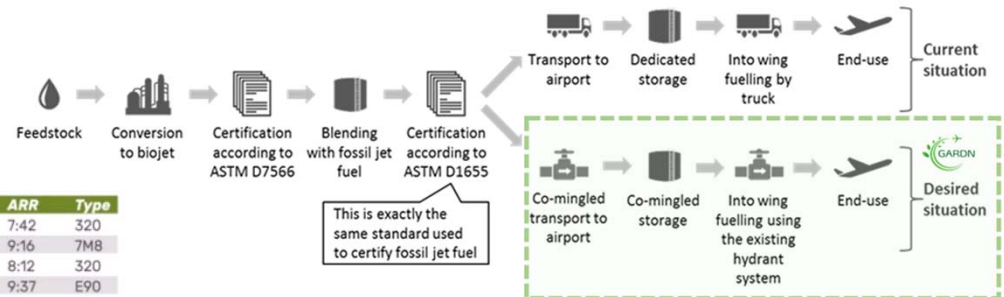 Transport to
airport
Dedicated
storage
Into wing
fuelling by
truck
End-use
Current
situation
Feedstock
Conversion
to biojet
Certification
according to
ASTM D7566
Blending
with fossil jet
fuel
Certification
according to
ASTM D1655
This is exactly the
same standard used
to certify fossil jet fuel
Co-mingled
transport to
airport
Co-mingled
storage
Into wing
fuelling using
the existing
hydrant
system
End-use
GARDN
Desired
situation
ARR Type
7:42 320
9:16 7M8
8:12 320
9:37 E90